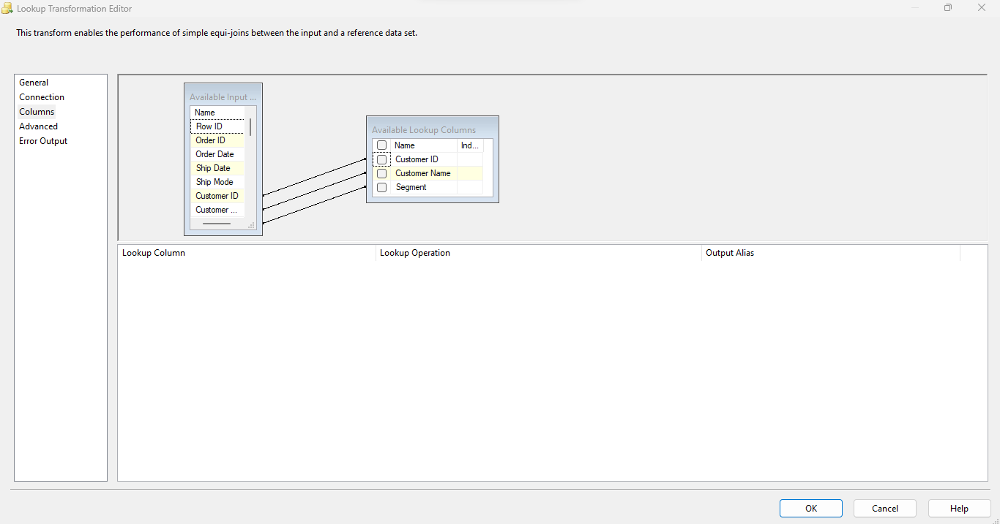 Lookup Transformation Editor
This transform enables the performance of simple equi-joins between the input and a reference data set.
General
Connection
Columns
Advanced
Error Output
Available Input ...
Name
Row ID
Order ID
Order Date
Ship Date
Ship Mode
Customer ID
Customer ...
Available Lookup Columns
Name Ind...
Customer ID
Customer Name
Segment
Lookup Column Lookup Operation Output Alias
OK Cancel Help